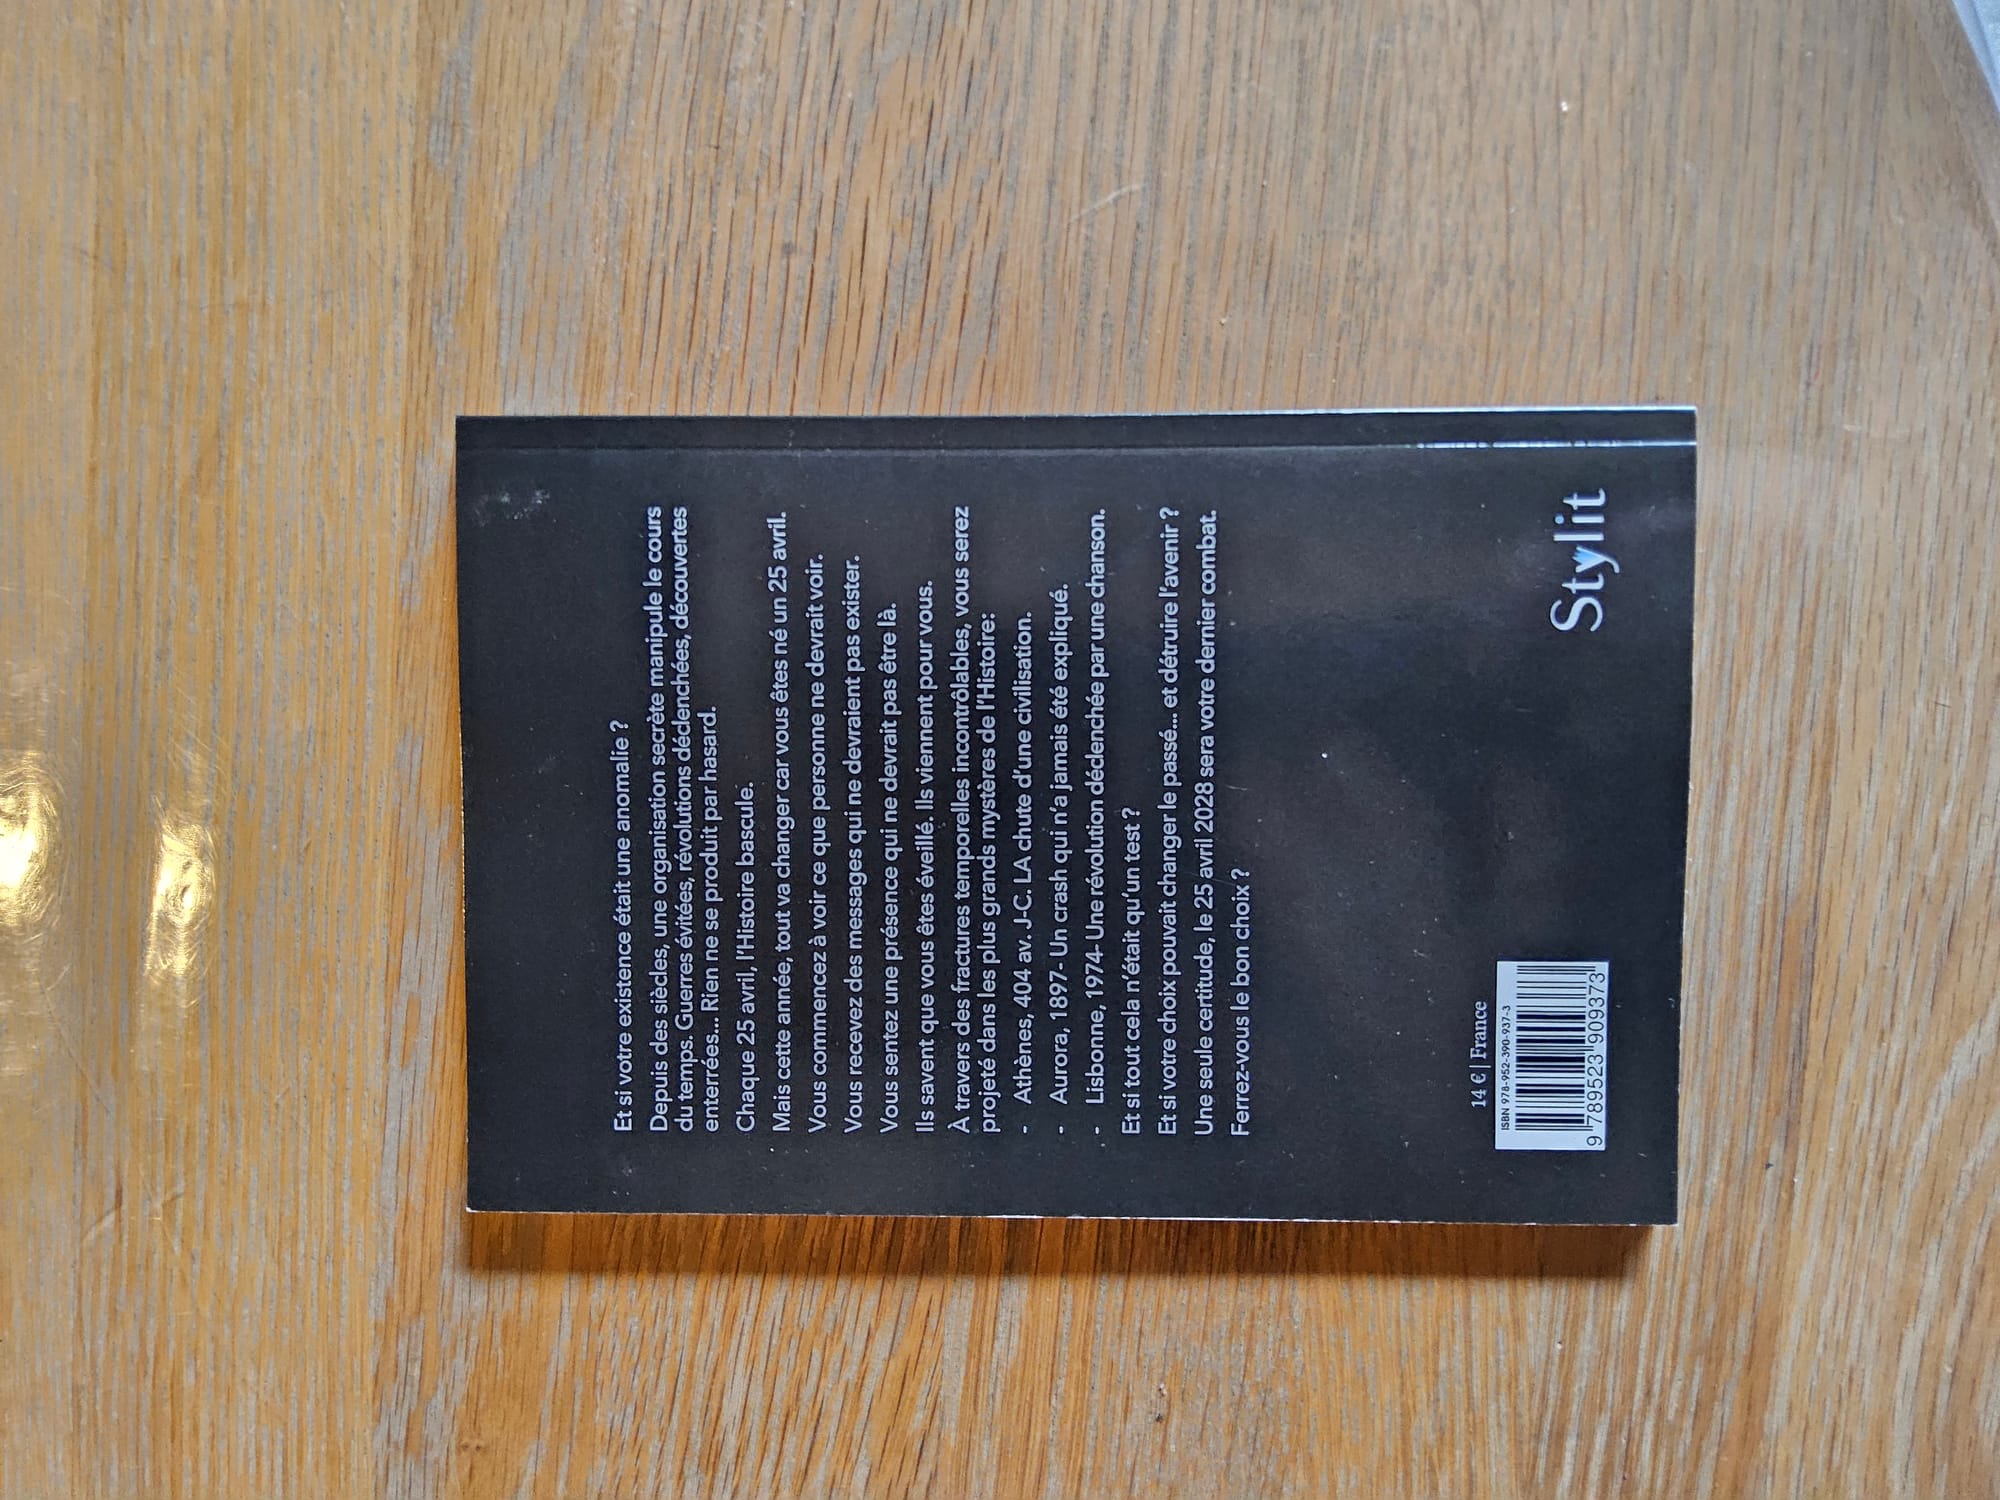 Et si votre existence était une anomalie ?
Depuis des siècles, une organisation secrète manipule le cours
du temps. Guerres évitées, révolutions déclenchées, découvertes
enterrées... Rien ne se produit par hasard.
Chaque 25 avril, l'Histoire bascule.
Mais cette année, tout va changer car vous êtes né un 25 avril.
Vous commencez à voir ce que personne ne devrait voir.
Vous recevez des messages qui ne devraient pas exister.
Vous sentez une présence qui ne devrait pas être là.
Ils savent que vous êtes éveillé. Ils viennent pour vous.
À travers des fractures temporelles incontrôlables, vous serez
projeté dans les plus grands mystères de l'Histoire:
- Athènes, 404 av. J-C. LA chute d'une civilisation.
- Aurora, 1897- Un crash qui n'a jamais été expliqué.
- Lisbonne, 1974- Une révolution déclenchée par une chanson.
Et si tout cela n'était qu'un test ?
Et si votre choix pouvait changer le passé... et détruire l'avenir ?
Une seule certitude, le 25 avril 2028 sera votre dernier combat.
Ferrez-vous le bon choix ?
14 € | France
ISBN 978-952-390-937-3
9 789523 909373
Stylit